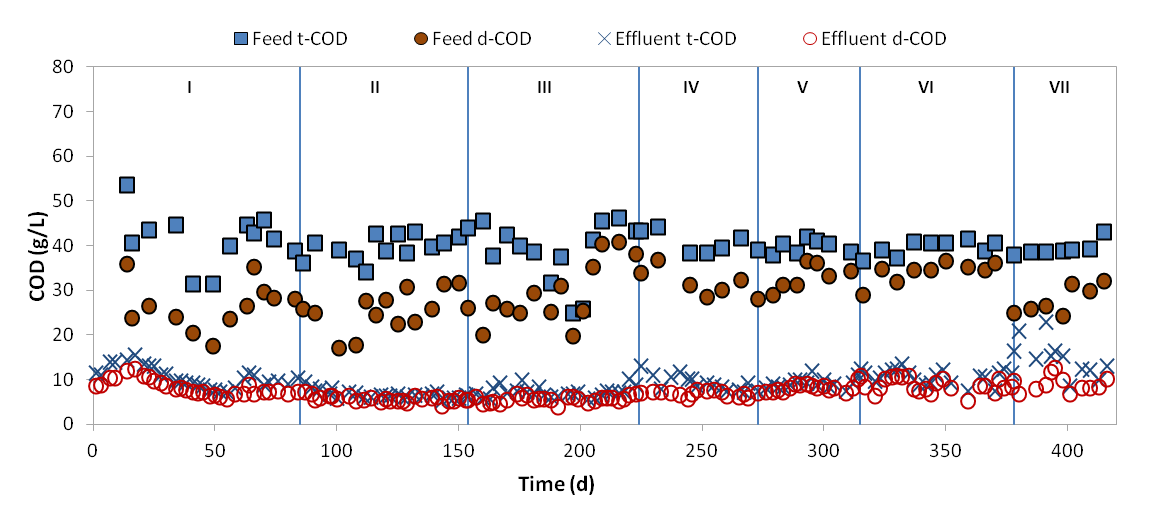 Feed t-COD Feed d-COD Effluent t-COD Effluent d-COD
80
I II III IV V VI VII
70
60
50
40
30
20
10
0
COD (g/L)
0 50 100 150 200 250 300 350 400
Time (d)